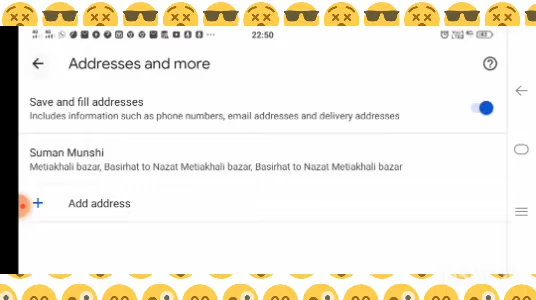 22:50
Addresses and more
Save and fill addresses
Includes information such as phone numbers, email addresses and delivery addresses
Suman Munshi
Metiakhali bazar, Basirhat to Nazat Metiakhali bazar, Basirhat to Nazat Metiakhali bazar
+ Add address